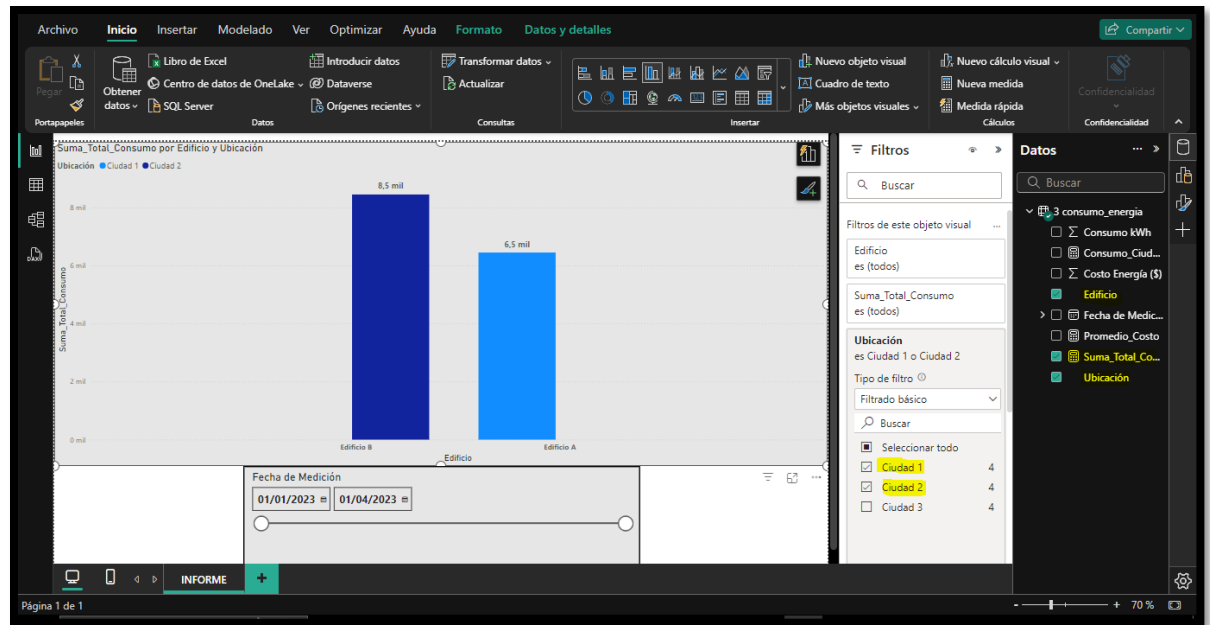 Archivo Inicio Insertar Modelado Ver Optimizar Ayuda Formato Datos y detalles Compartir
Pegar
Portapapeles
Obtener
datos
Libro de Excel
Centro de datos de OneLake
SQL Server
Introducir datos
Dataverse
Orígenes recientes
Datos
Transformar datos
Actualizar
Consultas
Insertar
Nuevo objeto visual
Cuadro de texto
Más objetos visuales
Nuevo cálculo visual
Nueva medida
Medida rápida
Cálculos
Confidencialidad
Confidencialidad
Suma_Total_Consumo por Edificio y Ubicación
Ubicación Ciudad 1 Ciudad 2
8,5 mil
6,5 mil
8 mil
6 mil
4 mil
2 mil
0 mil
Suma_Total_Consumo
Edificio B
Edificio A
Edificio
Fecha de Medición
01/01/2023 01/04/2023
Filtros
Buscar
Filtros de este objeto visual ...
Edificio
es (todos)
Suma_Total_Consumo
es (todos)
Ubicación
es Ciudad 1 o Ciudad 2
Tipo de filtro
Filtrado básico
Buscar
Seleccionar todo
Ciudad 1 4
Ciudad 2 4
Ciudad 3 4
Datos
Buscar
3 consumo_energia
Consumo kWh
Consumo_Ciud...
Costo Energía ($)
Edificio
Fecha de Medic...
Promedio_Costo
Suma_Total_Co...
Ubicación
DAX
INFORME
Página 1 de 1
- + 70 %